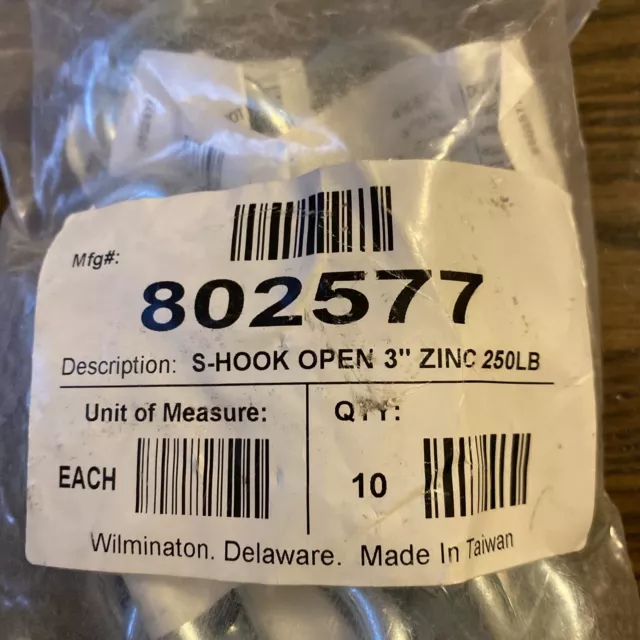 Mfg#:
802577
Description: S-HOOK OPEN 3" ZINC 250LB
Unit of Measure:
EACH
QTY:
10
Wilminaton. Delaware. Made In Taiwan